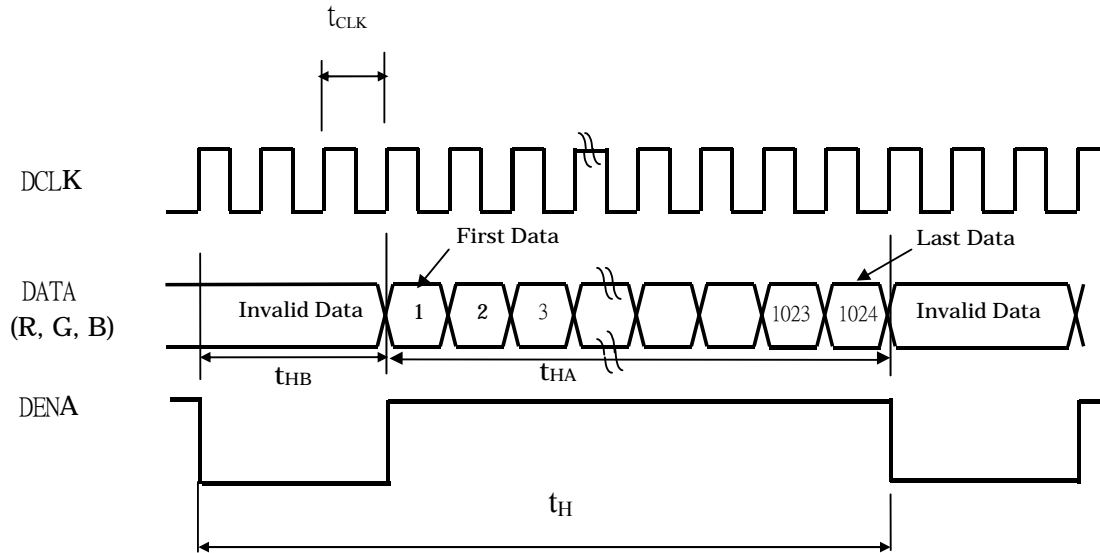 tCLK
DCLK
First Data
Last Data
DATA
(R, G, B)
Invalid Data
1
2
3
1023
1024
Invalid Data
tHB
tHA
DENA
tH